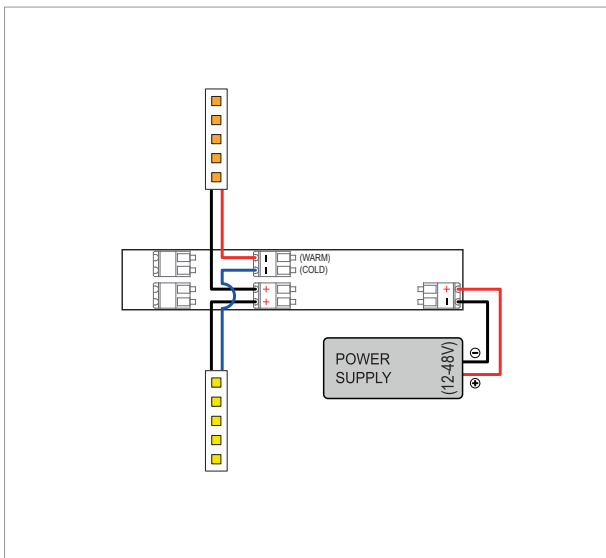 (WARM)
(COLD)
+
+
+
POWER
SUPPLY
(12-48V)